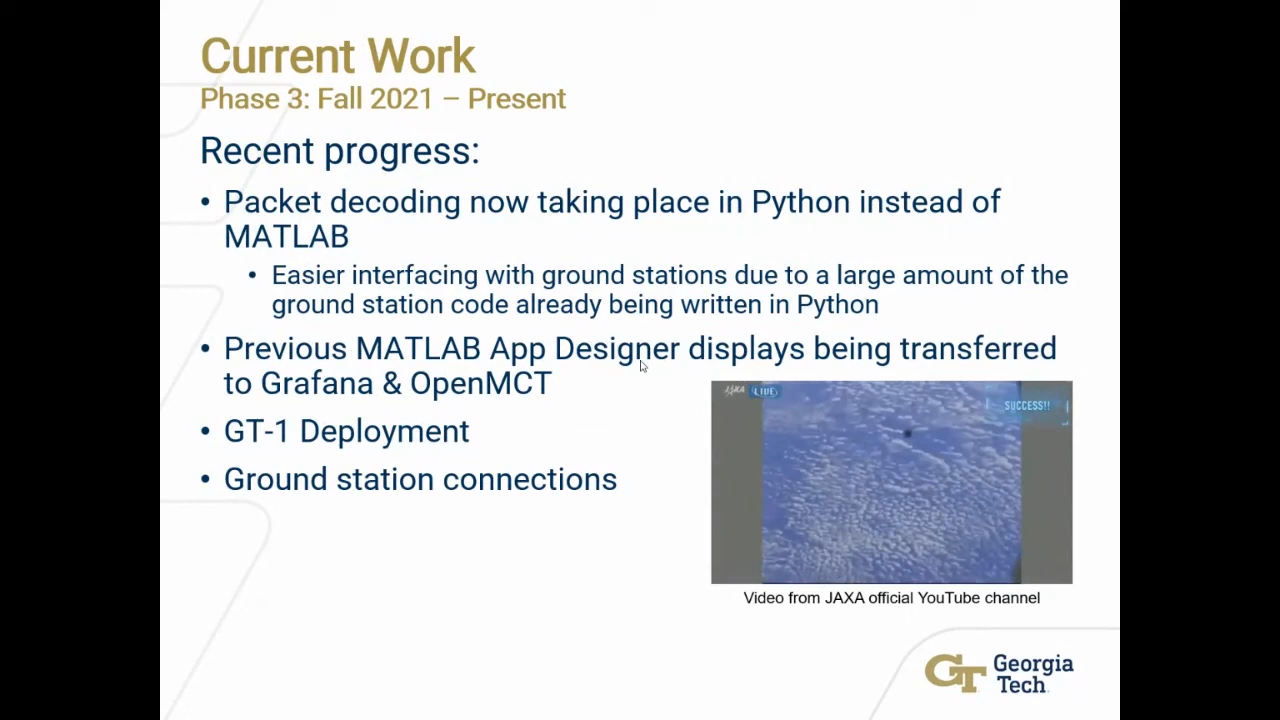 Current Work
Phase 3: Fall 2021 – Present
Recent progress:
• Packet decoding now taking place in Python instead of
MATLAB
• Easier interfacing with ground stations due to a large amount of the
ground station code already being written in Python
• Previous MATLAB App Designer displays being transferred
to Grafana & OpenMCT
• GT-1 Deployment
• Ground station connections
JAXA LIVE
SUCCESS!!
Video from JAXA official YouTube channel
GT Georgia
Tech